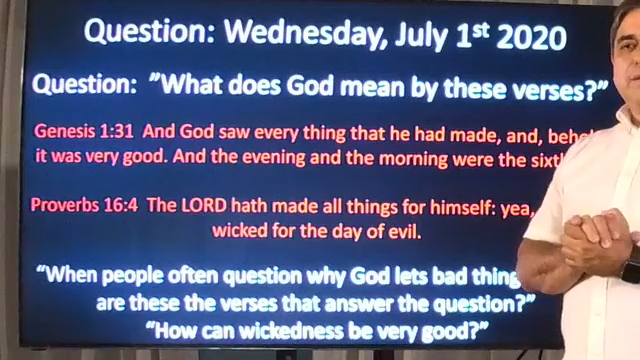 Question: Wednesday, July 1st 2020
Question: "What does God mean by these verses?"
Genesis 1:31 And God saw every thing that he had made, and,
it was very good. And the evening and the morning were the
Proverbs 16:4 The LORD hath made all things for himself: yea,
wicked for the day of evil.
"When people often question why God lets bad
are these the verses that answer the question?"
"How can wickedness be very good?"